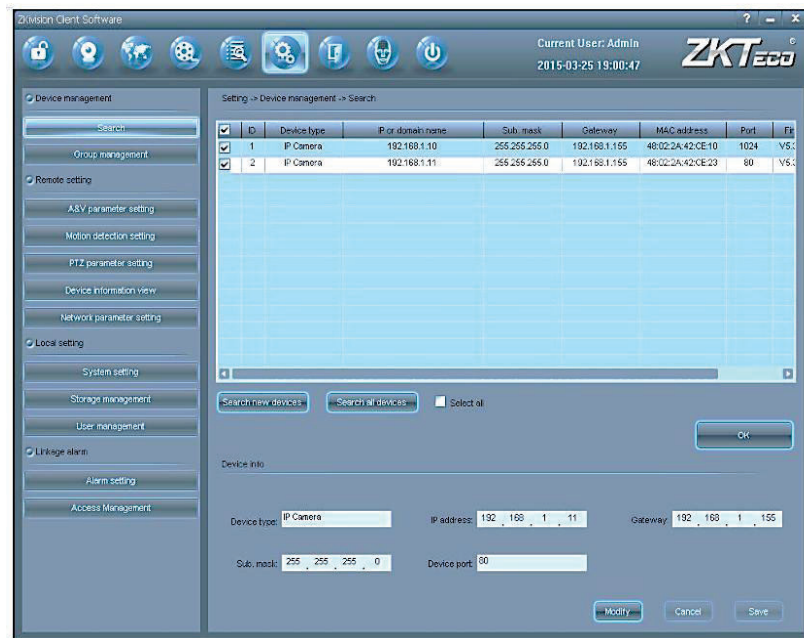 ZKivision Client Software
Current User: Admin
2015-03-25 19:00:47
ZKTeco
Device management
Search
Group management
Remote setting
A&V parameter setting
Motion detection setting
PTZ parameter setting
Device information view
Network parameter setting
Local setting
System setting
Storage management
User management
Linkage alarm
Alarm setting
Access Management
Setting -> Device management -> Search
ID Device type IP or domain name Sub. mask Gateway MAC address Port Fir
1 IP Camera 192.168.1.10 255.255.255.0 192.168.1.155 48:02:2A:42:CE:10 1024 V5.3
2 IP Camera 192.168.1.11 255.255.255.0 192.168.1.155 48:02:2A:42:CE:23 80 V5.3
Search new devices Search all devices Select all
OK
Device info
Device type: IP Camera IP address: 192 . 168 . 1 . 11 Gateway: 192 . 168 . 1 . 155
Sub. mask: 255 . 255 . 255 . 0 Device port: 80
Modify Cancel Save